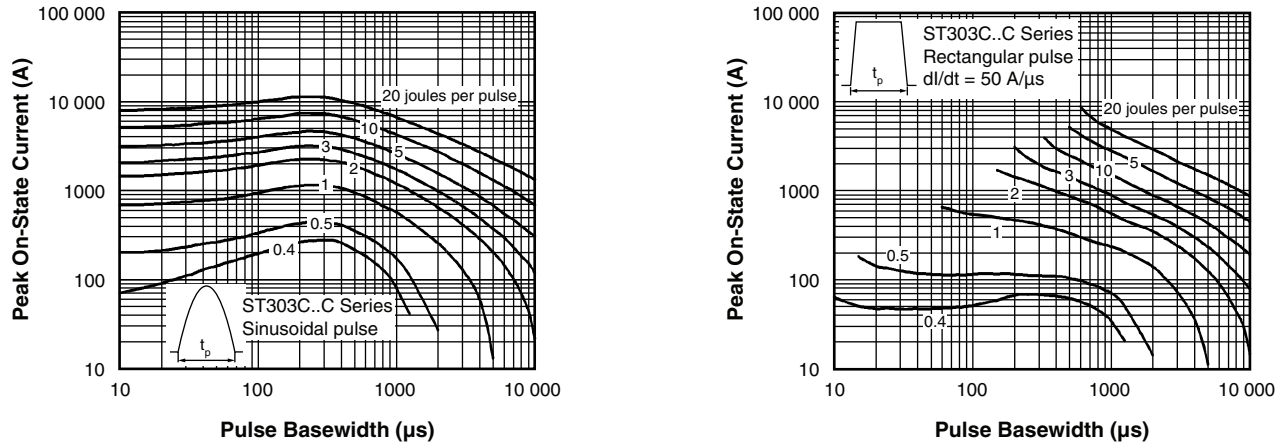 Peak On-State Current (A)
100 000
10 000
1000
100
10
20 joules per pulse
10
5
3
2
1
0.5
0.4
ST303C..C Series
Sinusoidal pulse
tp
10
100
1000
10 000
Pulse Basewidth (µs)
Peak On-State Current (A)
100 000
10 000
1000
100
10
tp
ST303C..C Series
Rectangular pulse
dI/dt = 50 A/µs
20 joules per pulse
5
10
3
2
1
0.5
0.4
10
100
1000
10 000
Pulse Basewidth (µs)